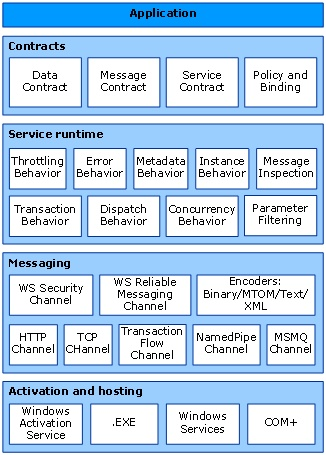 Application
Contracts
Data
Contract
Message
Contract
Service
Contract
Policy and
Binding
Service runtime
Throttling
Behavior
Error
Behavior
Metadata
Behavior
Instance
Behavior
Message
Inspection
Transaction
Behavior
Dispatch
Behavior
Concurrency
Behavior
Parameter
Filtering
Messaging
WS Security
Channel
WS Reliable
Messaging
Channel
Encoders:
Binary/MTOM/Text/
XML
HTTP
Channel
TCP
CHannel
Transaction
Flow
Channel
NamedPipe
Channel
MSMQ
Channel
Activation and hosting
Windows
Activation
Service
.EXE
Windows
Services
COM+